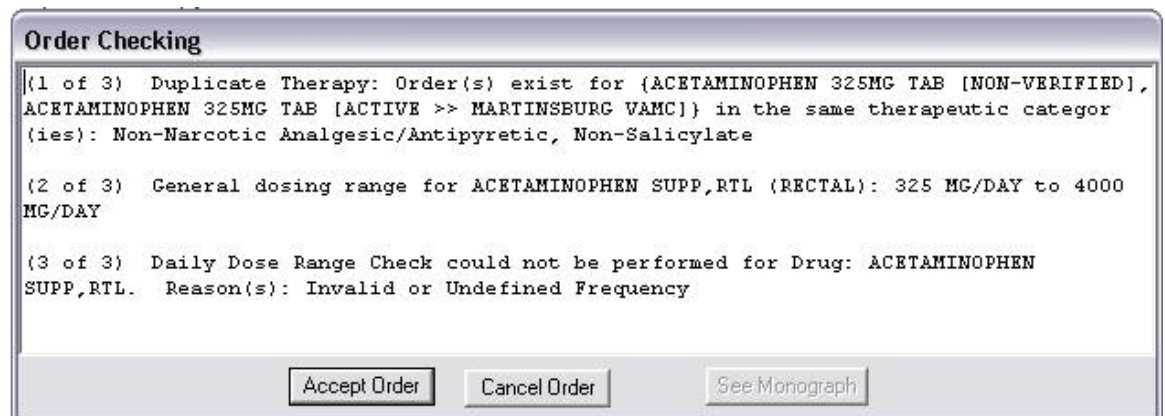 Order Checking
(1 of 3)  Duplicate Therapy: Order(s) exist for {ACETAMINOPHEN 325MG TAB [NON-VERIFIED],
ACETAMINOPHEN 325MG TAB [ACTIVE >> MARTINSBURG VAMC]} in the same therapeutic categor
(ies): Non-Narcotic Analgesic/Antipyretic, Non-Salicylate
(2 of 3)  General dosing range for ACETAMINOPHEN SUPP,RTL (RECTAL): 325 MG/DAY to 4000
MG/DAY
(3 of 3)  Daily Dose Range Check could not be performed for Drug: ACETAMINOPHEN
SUPP,RTL.  Reason(s): Invalid or Undefined Frequency
Accept Order Cancel Order See Monograph